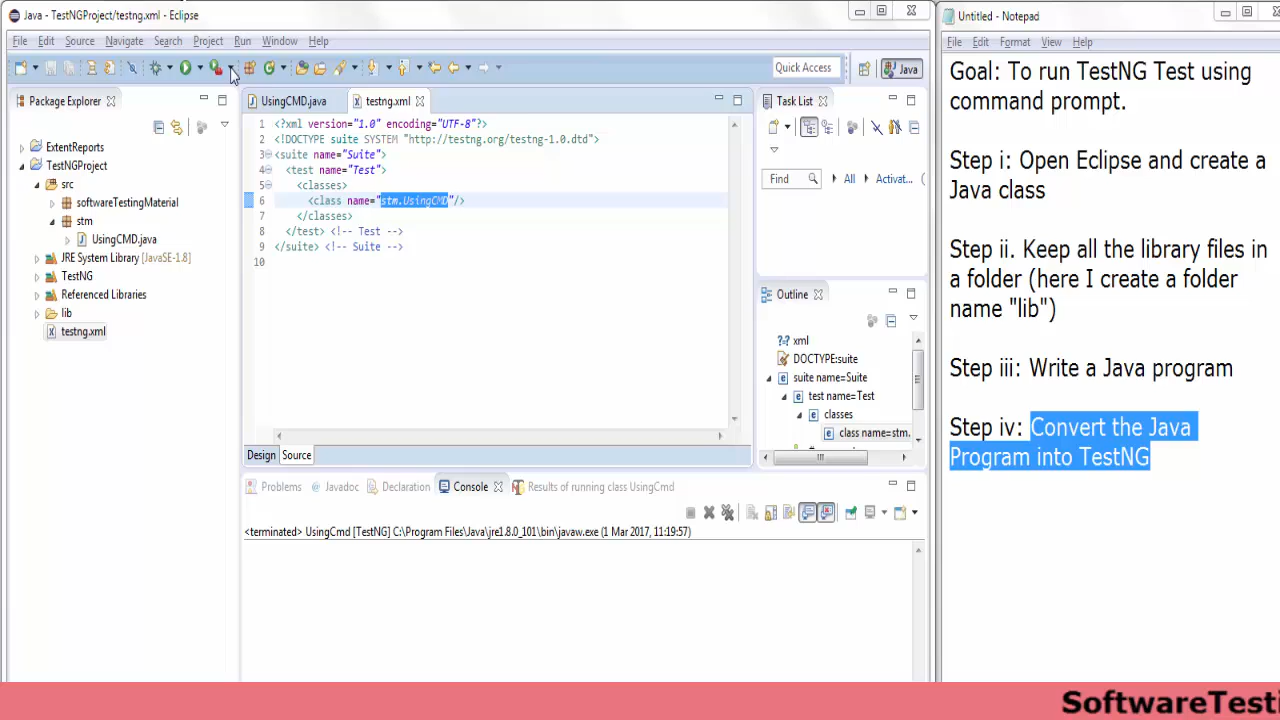 Java - TestNGProject/testng.xml - Eclipse
File Edit Source Navigate Search Project Run Window Help
Quick Access
Java
Package Explorer
ExtentReports
TestNGProject
src
softwareTestingMaterial
stm
UsingCMD.java
JRE System Library [JavaSE-1.8]
TestNG
Referenced Libraries
lib
testng.xml
UsingCMD.java
testng.xml
1 <?xml version="1.0" encoding="UTF-8"?>
2 <!DOCTYPE suite SYSTEM "http://testng.org/testng-1.0.dtd">
3 <suite name="Suite">
4 <test name="Test">
5 <classes>
6 <class name="stm.UsingCMD"/>
7 </classes>
8 </test> <!-- Test -->
9 </suite> <!-- Suite -->
10
Design Source
Task List
Find
All
Activat...
Outline
xml
DOCTYPE:suite
suite name=Suite
test name=Test
classes
class name=stm.
Problems Javadoc Declaration Console Results of running class UsingCmd
<terminated> UsingCmd [TestNG] C:\Program Files\Java\jre1.8.0_101\bin\javaw.exe (1 Mar 2017, 11:19:57)
Untitled - Notepad
File Edit Format View Help
Goal: To run TestNG Test using
command prompt.
Step i: Open Eclipse and create a
Java class
Step ii. Keep all the library files in
a folder (here I create a folder
name "lib")
Step iii: Write a Java program
Step iv: Convert the Java
Program into TestNG
SoftwareTesti